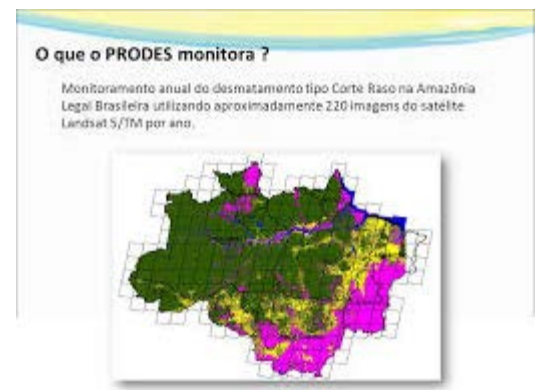 O que o PRODES monitora ?
Monitoramento anual do desmatamento tipo Corte Raso na Amazônia
Legal Brasileira utilizando aproximadamente 220 imagens do satélite
Landsat 5/TM por ano.